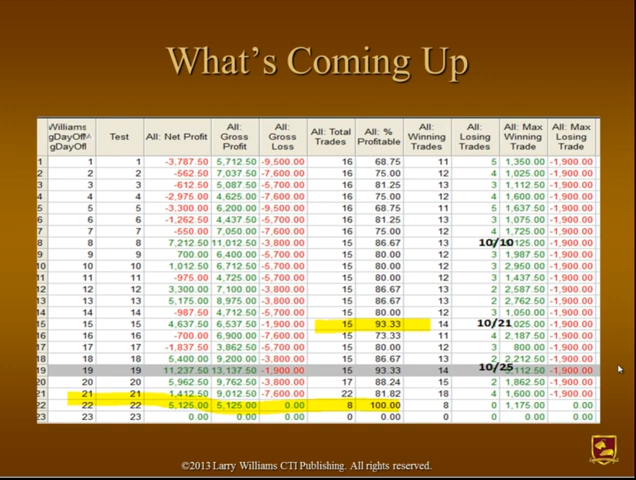 What's Coming Up
Williams gDayOff^ gDayOff Test All: Net Profit All: Gross Profit All: Gross Loss All: Total Trades All: % Profitable All: Winning Trades All: Losing Trades All: Max Winning Trade All: Max Losing Trade
1 1 1 -3,787.50 5,712.50 -9,500.00 16 68.75 11 5 1,350.00 -1,900.00
2 2 2 -562.50 7,037.50 -7,600.00 16 75.00 12 4 1,025.00 -1,900.00
3 3 3 -612.50 5,087.50 -5,700.00 16 81.25 13 3 1,112.50 -1,900.00
4 4 4 -2,975.00 4,625.00 -7,600.00 16 75.00 12 4 1,600.00 -1,900.00
5 5 5 -3,300.00 6,200.00 -9,500.00 16 68.75 11 5 1,637.50 -1,900.00
6 6 6 -1,262.50 4,437.50 -5,700.00 16 81.25 13 3 1,075.00 -1,900.00
7 7 7 -550.00 7,050.00 -7,600.00 16 75.00 12 4 1,725.00 -1,900.00
8 8 8 7,212.50 11,012.50 -3,800.00 15 86.67 13 10/10 125.00 -1,900.00
9 9 9 700.00 6,400.00 -5,700.00 15 80.00 12 3 1,987.50 -1,900.00
10 10 10 1,012.50 6,712.50 -5,700.00 15 80.00 12 3 2,950.00 -1,900.00
11 11 11 -975.00 4,725.00 -5,700.00 15 80.00 12 3 1,437.50 -1,900.00
12 12 12 3,300.00 7,100.00 -3,800.00 15 86.67 13 2 2,587.50 -1,900.00
13 13 13 5,175.00 8,975.00 -3,800.00 15 86.67 13 2 2,762.50 -1,900.00
14 14 14 -987.50 4,712.50 -5,700.00 15 80.00 12 3 1,050.00 -1,900.00
15 15 15 4,637.50 6,537.50 -1,900.00 15 93.33 14 10/21 025.00 -1,900.00
16 16 16 -700.00 6,900.00 -7,600.00 15 73.33 11 4 2,187.50 -1,900.00
17 17 17 -1,837.50 3,862.50 -5,700.00 15 80.00 12 3 800.00 -1,900.00
18 18 18 5,400.00 9,200.00 -3,800.00 15 86.67 13 2 2,212.50 -1,900.00
19 19 19 11,237.50 13,137.50 -1,900.00 15 93.33 14 10/25 112.50 -1,900.00
20 20 20 5,962.50 9,762.50 -3,800.00 17 88.24 15 2 1,862.50 -1,900.00
21 21 21 1,412.50 9,012.50 -7,600.00 22 81.82 18 4 1,600.00 -1,900.00
22 22 22 5,125.00 5,125.00 0.00 8 100.00 8 0 1,175.00 0.00
23 23 23 0.00 0.00 0.00 0 0.00 0 0 0.00 0.00
©2013 Larry Williams CTI Publishing. All rights reserved.